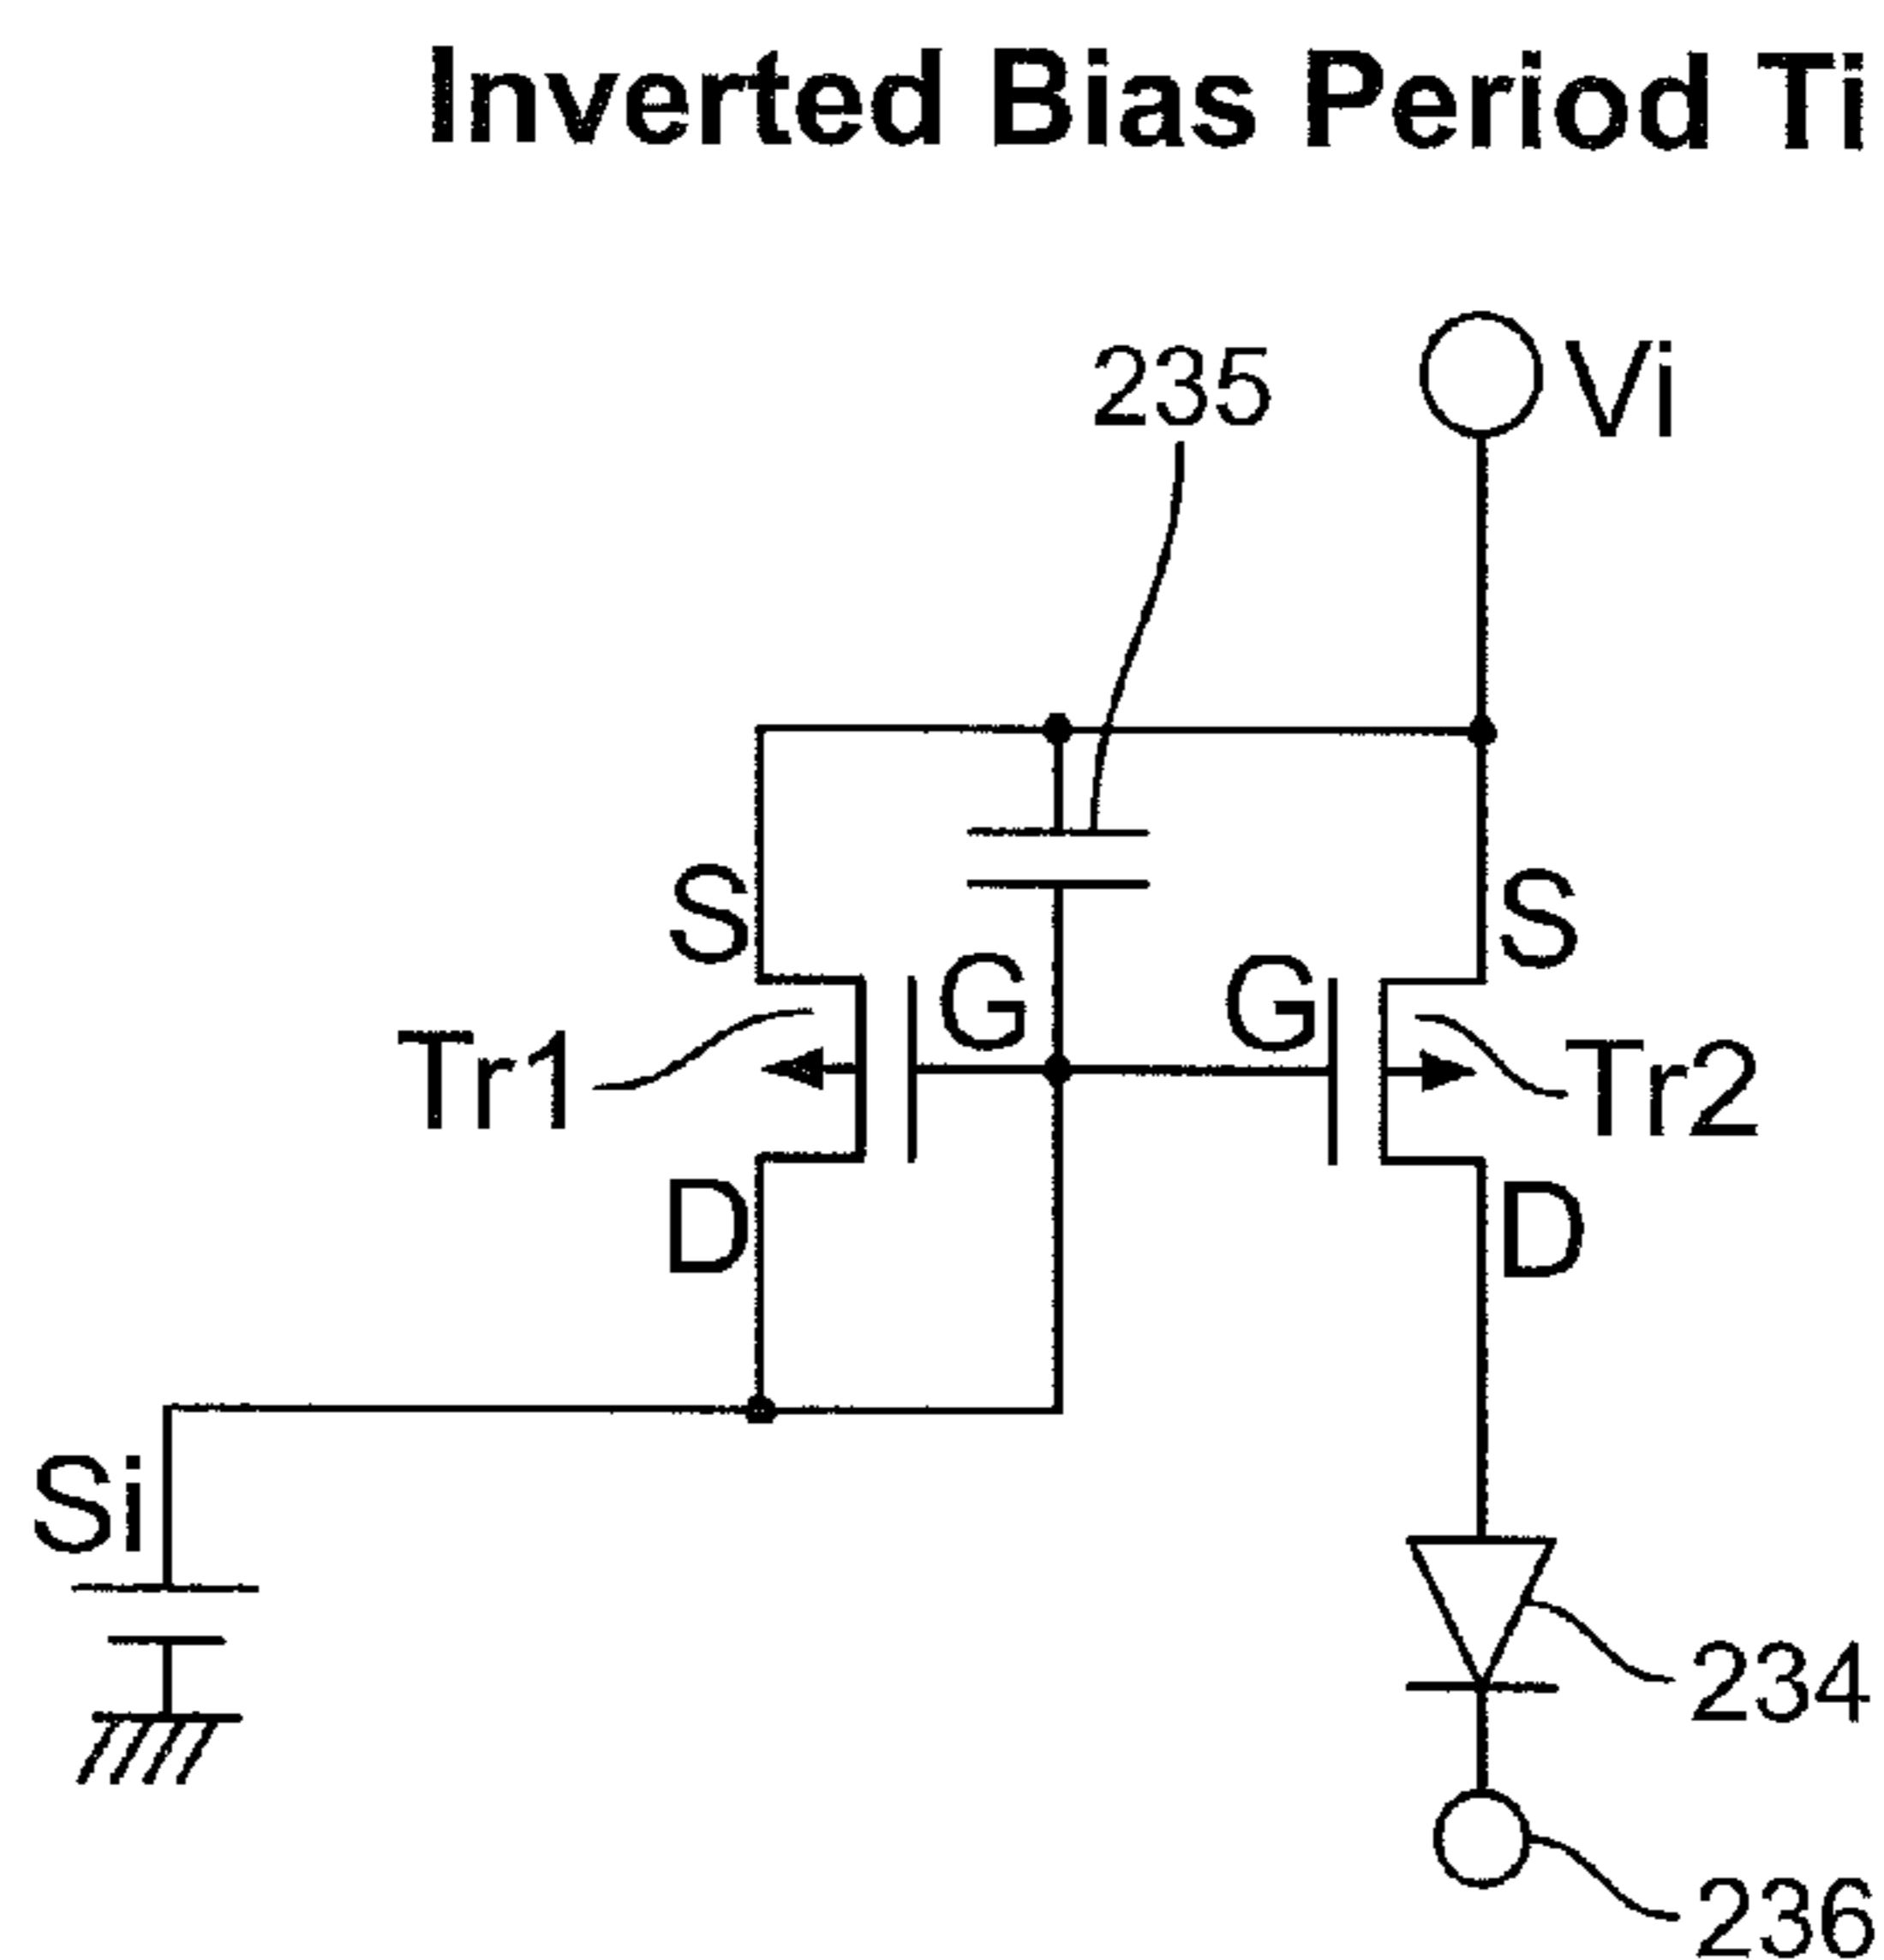 Inverted Bias Period Ti
235
Vi
S
S
G
G
Tr1
Tr2
D
D
Si
234
236